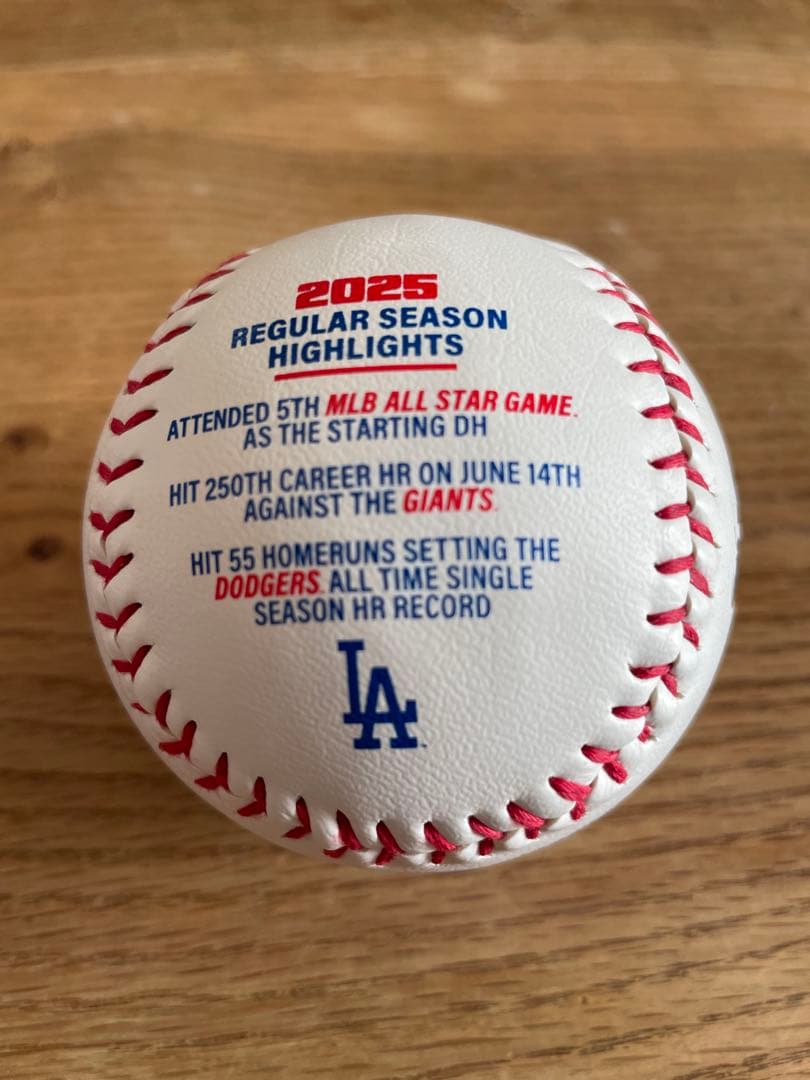 2025
REGULAR SEASON
HIGHLIGHTS
ATTENDED 5TH MLB ALL STAR GAME
AS THE STARTING DH
HIT 250TH CAREER HR ON JUNE 14TH
AGAINST THE GIANTS
HIT 55 HOMERUNS SETTING THE
DODGERS ALL TIME SINGLE
SEASON HR RECORD
LA